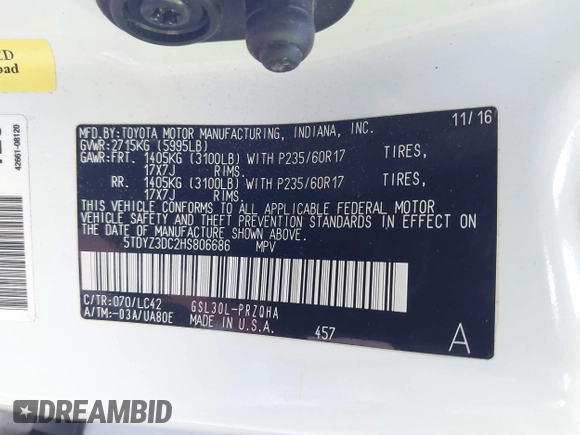 ED
oad
42661-08120
MFD.BY:TOYOTA MOTOR MANUFACTURING, INDIANA, INC. 11/16
GVWR:2715KG (5995LB)
GAWR:FRT. 1405KG (3100LB) WITH P235/60R17 TIRES,
17X7J RIMS.
RR. 1405KG (3100LB) WITH P235/60R17 TIRES,
17X7J RIMS.
THIS VEHICLE CONFORMS TO ALL APPLICABLE FEDERAL MOTOR
VEHICLE SAFETY AND THEFT PREVENTION STANDARDS IN EFFECT ON
THE DATE OF MANUFACTURE SHOWN ABOVE.
5TDYZ3DC2HS806686 MPV
C/TR:070/LC42 GSL30L-PRZQHA
A/TM:-03A/UA80E MADE IN U.S.A. 457 A
DREAMBID